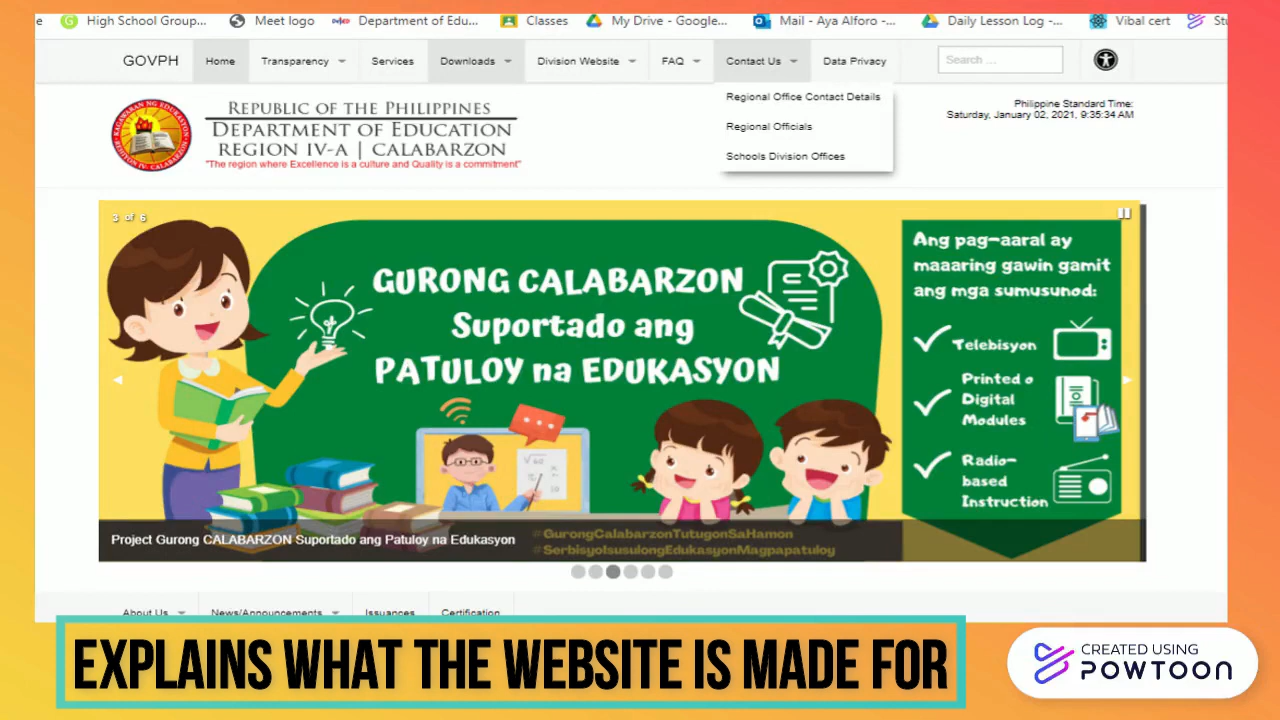 High School Group...
Meet logo
Department of Edu...
Classes
My Drive - Google...
Mail - Aya Alforo -...
Daily Lesson Log -...
Vibal cert
GOVPH
Home
Transparency
Services
Downloads
Division Website
FAQ
Contact Us
Data Privacy
Search ...
Regional Office Contact Details
Regional Officials
Schools Division Offices
REPUBLIC OF THE PHILIPPINES
DEPARTMENT OF EDUCATION
REGION IV-A | CALABARZON
"The region where Excellence is a culture and Quality is a commitment"
Philippine Standard Time:
Saturday, January 02, 2021, 9:35:34 AM
3 of 6
GURONG CALABARZON
Suportado ang
PATULOY na EDUKASYON
Ang pag-aaral ay
maaaring gawin gamit
ang mga sumusunod:
Telebisyon
Printed o
Digital
Modules
Radio-
based
Instruction
Project Gurong CALABARZON Suportado ang Patuloy na Edukasyon
#GurongCalabarzonTutugonSaHamon
#SerbisyoIsusulongEdukasyonMagpapatuloy
About Us
News/Announcements
Issuances
Certification
EXPLAINS WHAT THE WEBSITE IS MADE FOR
CREATED USING
POWTOON